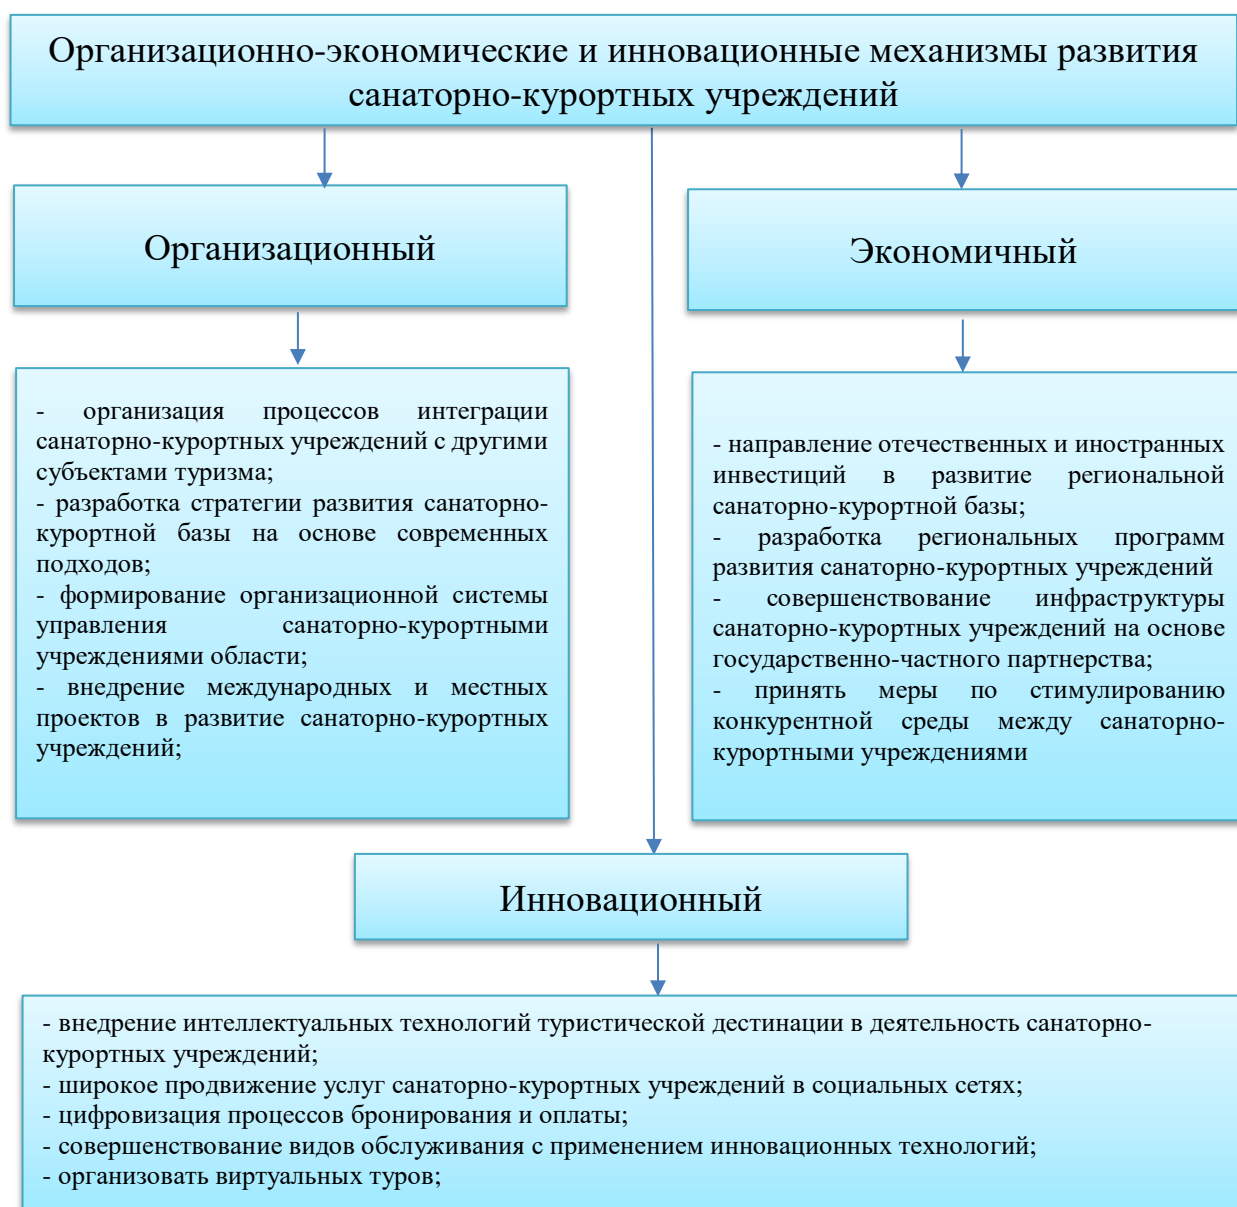 Организационно-экономические и инновационные механизмы развития
санаторно-курортных учреждений
Организационный
Экономичный
- организация процессов интеграции
санаторно-курортных учреждений с другими
субъектами туризма;
- разработка стратегии развития санаторно-
курортной базы на основе современных
подходов;
- формирование организационной системы
управления санаторно-курортными
учреждениями области;
- внедрение международных и местных
проектов в развитие санаторно-курортных
учреждений;
- направление отечественных и иностранных
инвестиций в развитие региональной
санаторно-курортной базы;
- разработка региональных программ
развития санаторно-курортных учреждений
- совершенствование инфраструктуры
санаторно-курортных учреждений на основе
государственно-частного партнерства;
- принять меры по стимулированию
конкурентной среды между санаторно-
курортными учреждениями
Инновационный
- внедрение интеллектуальных технологий туристической дестинации в деятельность санаторно-
курортных учреждений;
- широкое продвижение услуг санаторно-курортных учреждений в социальных сетях;
- цифровизация процессов бронирования и оплаты;
- совершенствование видов обслуживания с применением инновационных технологий;
- организовать виртуальных туров;